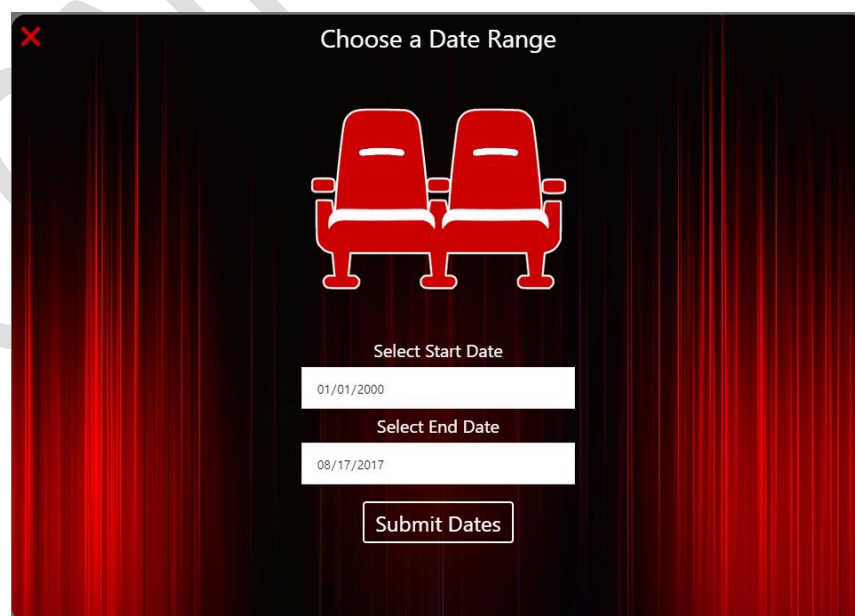 Choose a Date Range
Select Start Date
01/01/2000
Select End Date
08/17/2017
Submit Dates